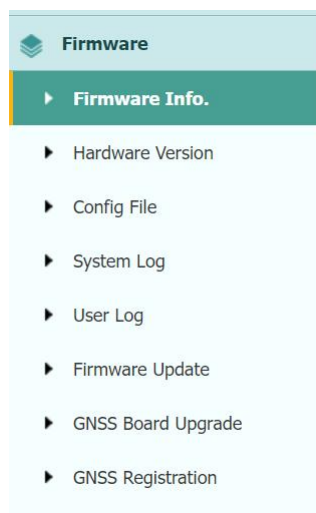 Firmware
Firmware Info.
Hardware Version
Config File
System Log
User Log
Firmware Update
GNSS Board Upgrade
GNSS Registration